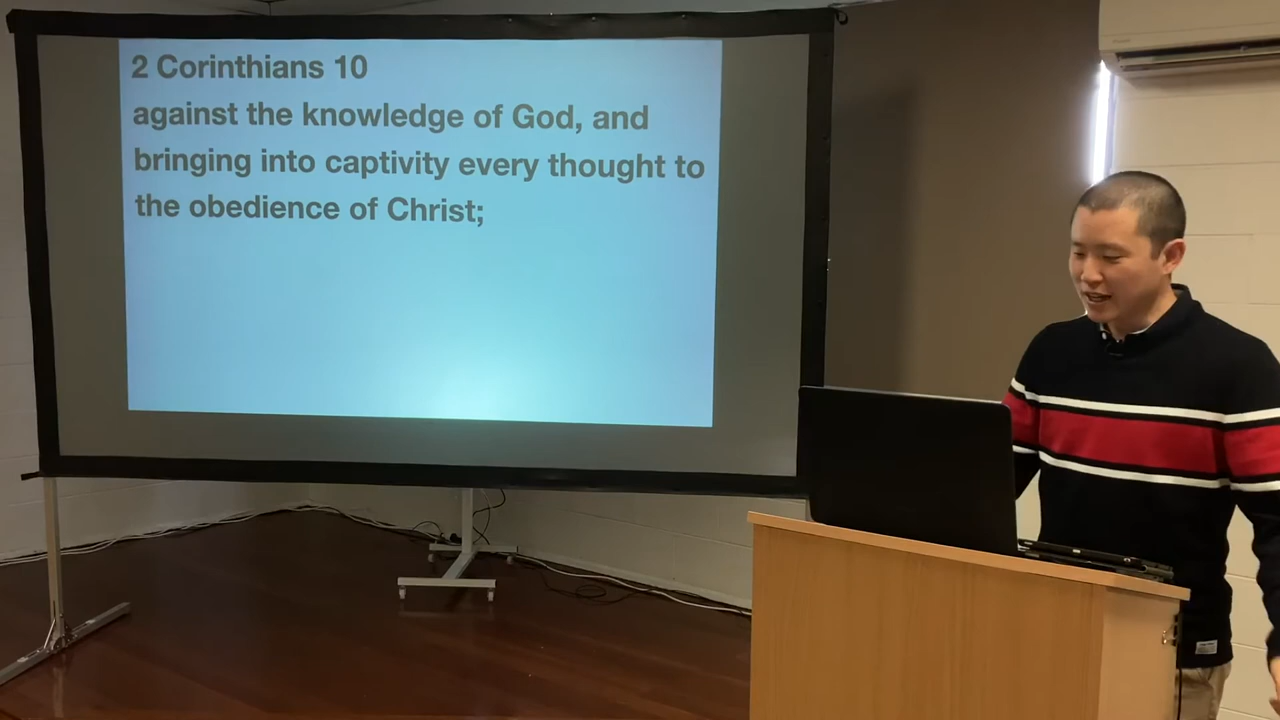 2 Corinthians 10
against the knowledge of God, and
bringing into captivity every thought to
the obedience of Christ;